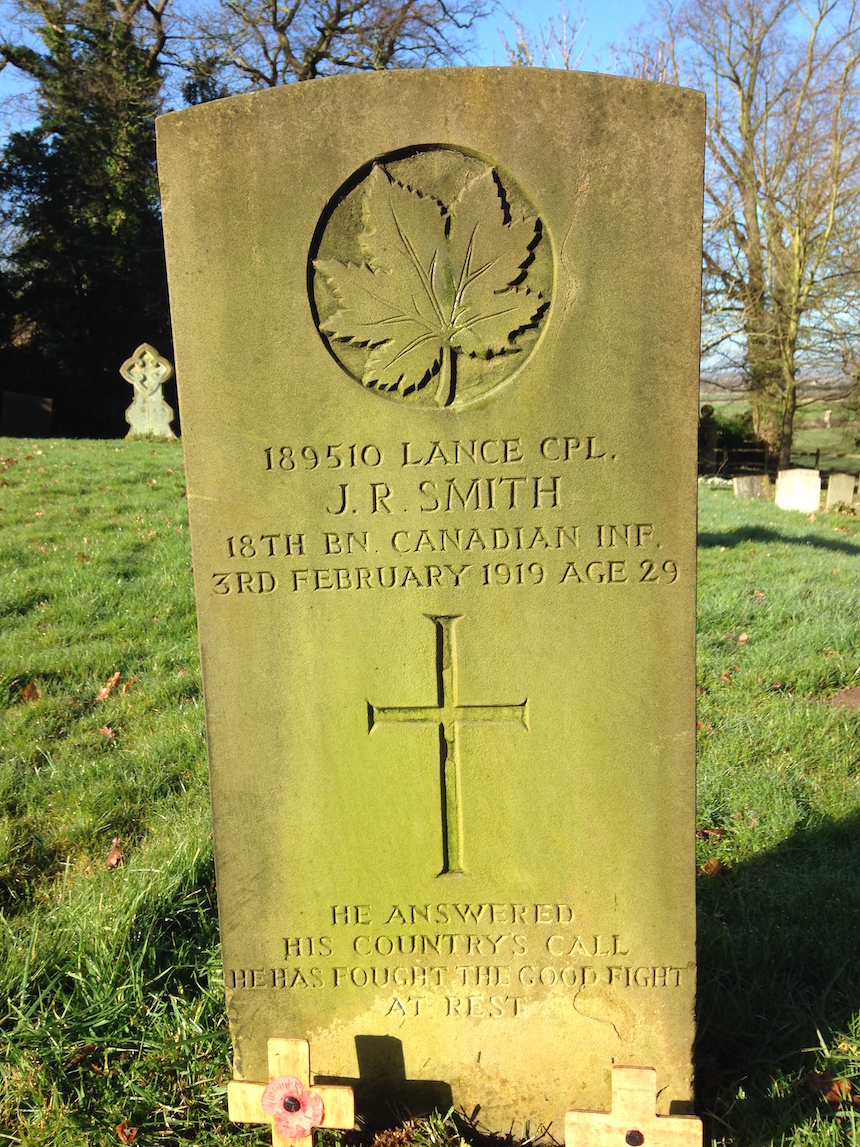 189510 LANCE CPL.
J. R. SMITH
18TH BN. CANADIAN INF.
3RD FEBRUARY 1919 AGE 29
HE ANSWERED
HIS COUNTRY'S CALL
HE HAS FOUGHT THE GOOD FIGHT
AT REST